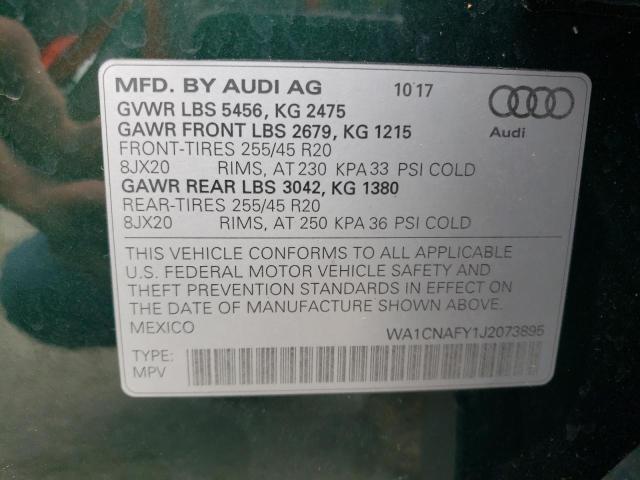 MFD. BY AUDI AG 10 17
GVWR LBS 5456, KG 2475
GAWR FRONT LBS 2679, KG 1215
Audi
FRONT-TIRES 255/45 R20
8JX20 RIMS, AT 230 KPA 33 PSI COLD
GAWR REAR LBS 3042, KG 1380
REAR-TIRES 255/45 R20
8JX20 RIMS, AT 250 KPA 36 PSI COLD
THIS VEHICLE CONFORMS TO ALL APPLICABLE
U.S. FEDERAL MOTOR VEHICLE SAFETY AND
THEFT PREVENTION STANDARDS IN EFFECT ON
THE DATE OF MANUFACTURE SHOWN ABOVE.
MEXICO WA1CNAFY1J2073895
TYPE:
MPV